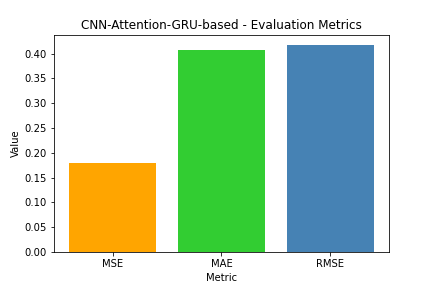 CNN-Attention-GRU-based - Evaluation Metrics
0.40
0.35
0.30
0.25
0.20
0.15
0.10
0.05
0.00
Value
MSE MAE RMSE
Metric